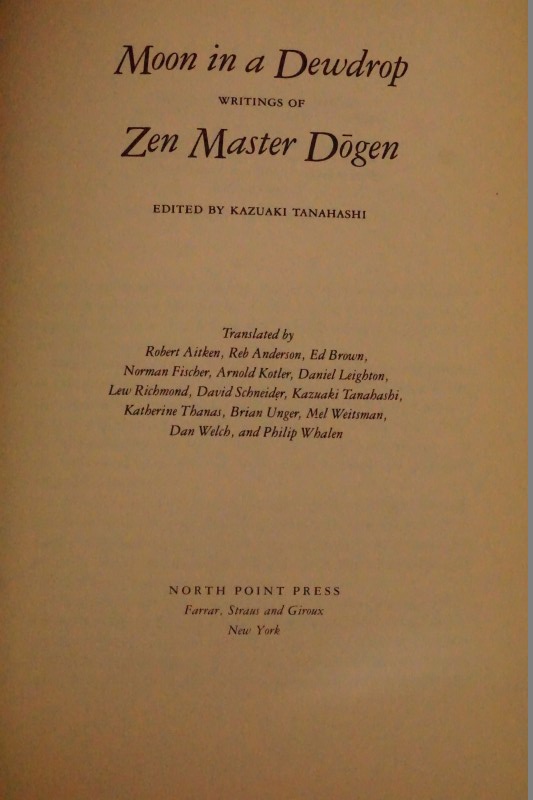 Moon in a Dewdrop
WRITINGS OF
Zen Master Dōgen
EDITED BY KAZUAKI TANAHASHI
Translated by
Robert Aitken, Reb Anderson, Ed Brown,
Norman Fischer, Arnold Kotler, Daniel Leighton,
Lew Richmond, David Schneider, Kazuaki Tanahashi,
Katherine Thanas, Brian Unger, Mel Weitsman,
Dan Welch, and Philip Whalen
NORTH POINT PRESS
Farrar, Straus and Giroux
New York